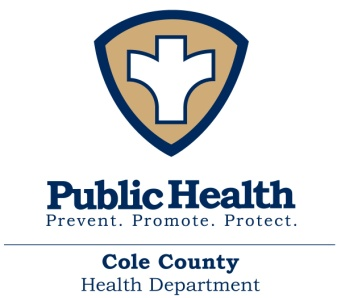 Public Health
Prevent. Promote. Protect.
Cole County
Health Department